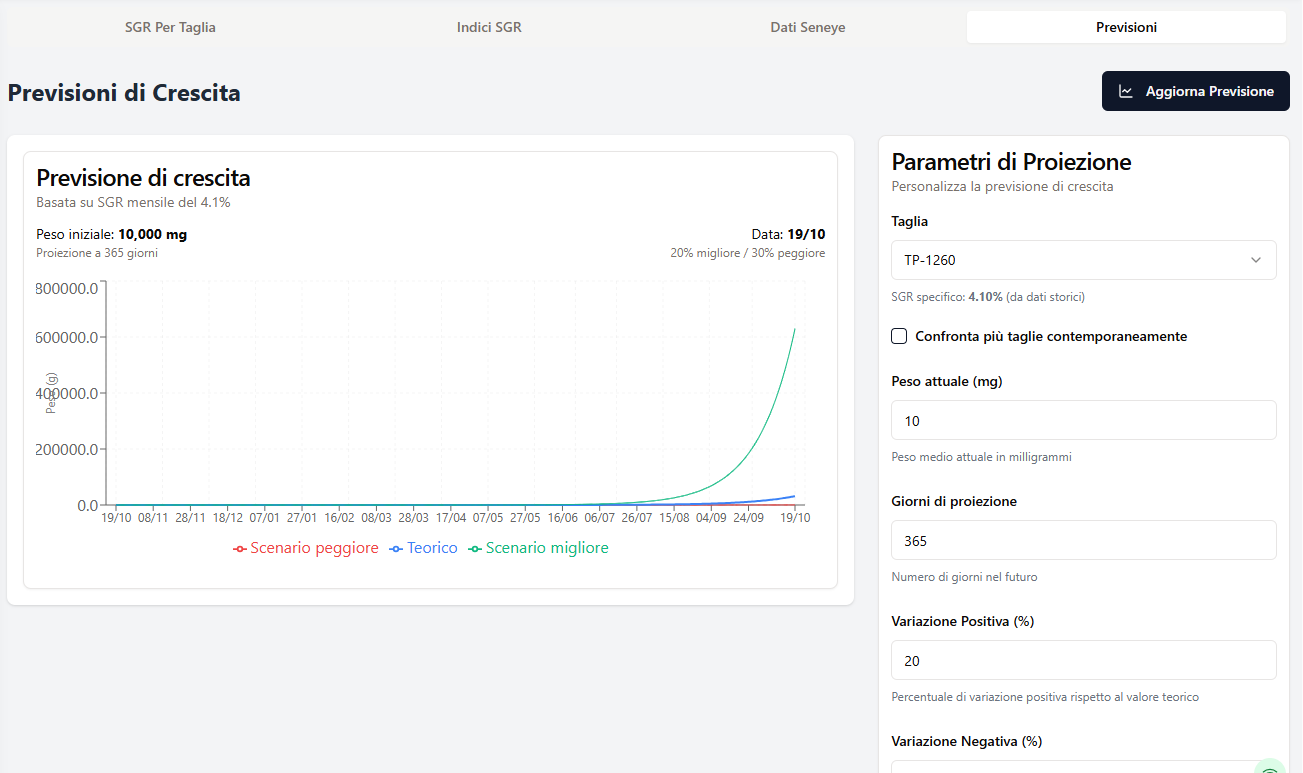 SGR Per Taglia
Indici SGR
Dati Seneye
Previsioni
Previsioni di Crescita
Aggiorna Previsione
Previsione di crescita
Basata su SGR mensile del 4.1%
Peso iniziale: 10,000 mg
Data: 19/10
Proiezione a 365 giorni
20% migliore / 30% peggiore
800000.0
600000.0
400000.0
200000.0
0.0
Peso (g)
19/10 08/11 28/11 18/12 07/01 27/01 16/02 08/03 28/03 17/04 07/05 27/05 16/06 06/07 26/07 15/08 04/09 24/09 19/10
Scenario peggiore Teorico Scenario migliore
Parametri di Proiezione
Personalizza la previsione di crescita
Taglia
TP-1260
SGR specifico: 4.10% (da dati storici)
Confronta più taglie contemporaneamente
Peso attuale (mg)
10
Peso medio attuale in milligrammi
Giorni di proiezione
365
Numero di giorni nel futuro
Variazione Positiva (%)
20
Percentuale di variazione positiva rispetto al valore teorico
Variazione Negativa (%)